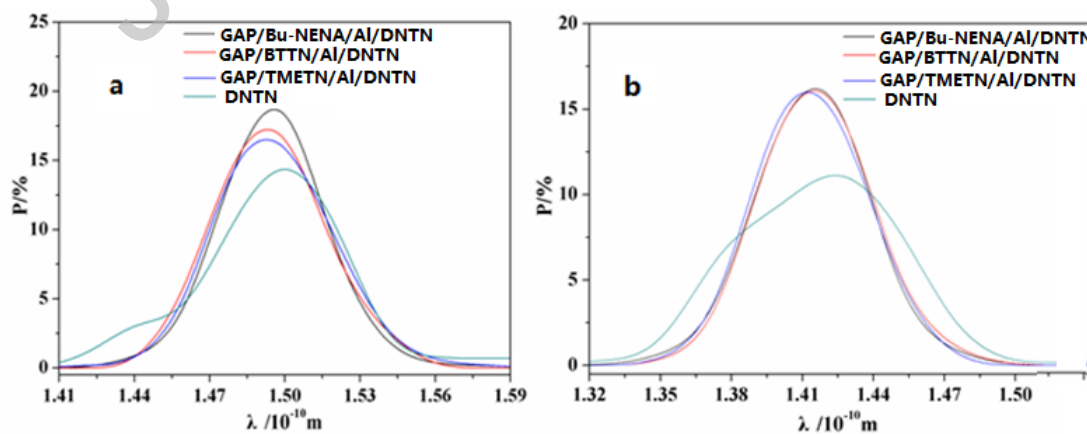 25
20
15
10
5
0
P/%
a
GAP/Bu-NENA/Al/DNTN
GAP/BTTN/Al/DNTN
GAP/TMETN/Al/DNTN
DNTN
1.41 1.44 1.47 1.50 1.53 1.56 1.59
λ /10⁻¹⁰m
20
15
10
5
0
P/%
b
GAP/Bu-NENA/Al/DNTN
GAP/BTTN/Al/DNTN
GAP/TMETN/Al/DNTN
DNTN
1.32 1.35 1.38 1.41 1.44 1.47 1.50
λ /10⁻¹⁰m